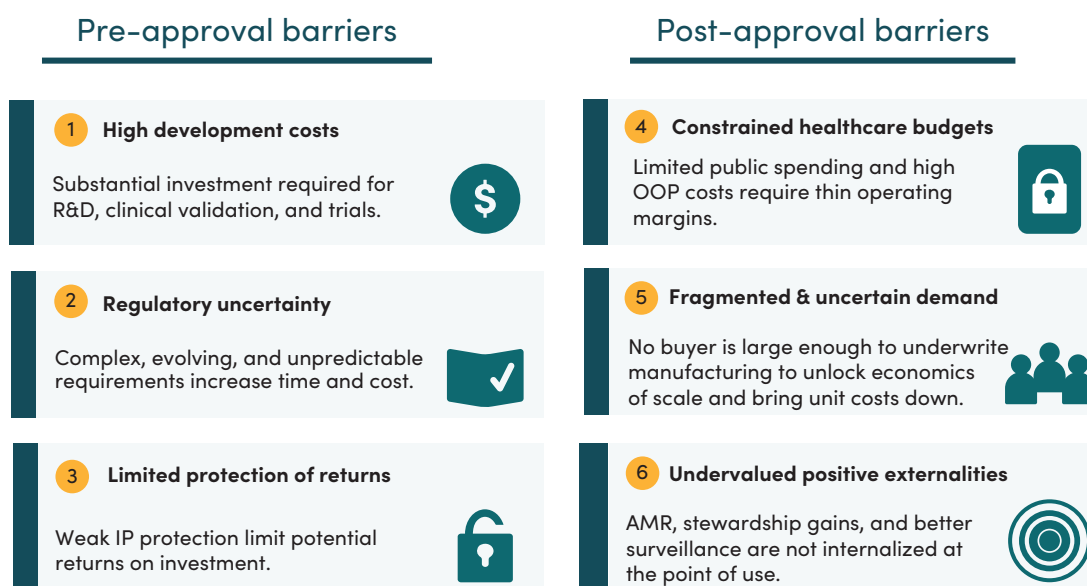 Pre-approval barriers
1 High development costs
Substantial investment required for
R&D, clinical validation, and trials.
$
2 Regulatory uncertainty
Complex, evolving, and unpredictable
requirements increase time and cost.
3 Limited protection of returns
Weak IP protection limit potential
returns on investment.
Post-approval barriers
4 Constrained healthcare budgets
Limited public spending and high
OOP costs require thin operating
margins.
5 Fragmented & uncertain demand
No buyer is large enough to underwrite
manufacturing to unlock economics
of scale and bring unit costs down.
6 Undervalued positive externalities
AMR, stewardship gains, and better
surveillance are not internalized at
the point of use.